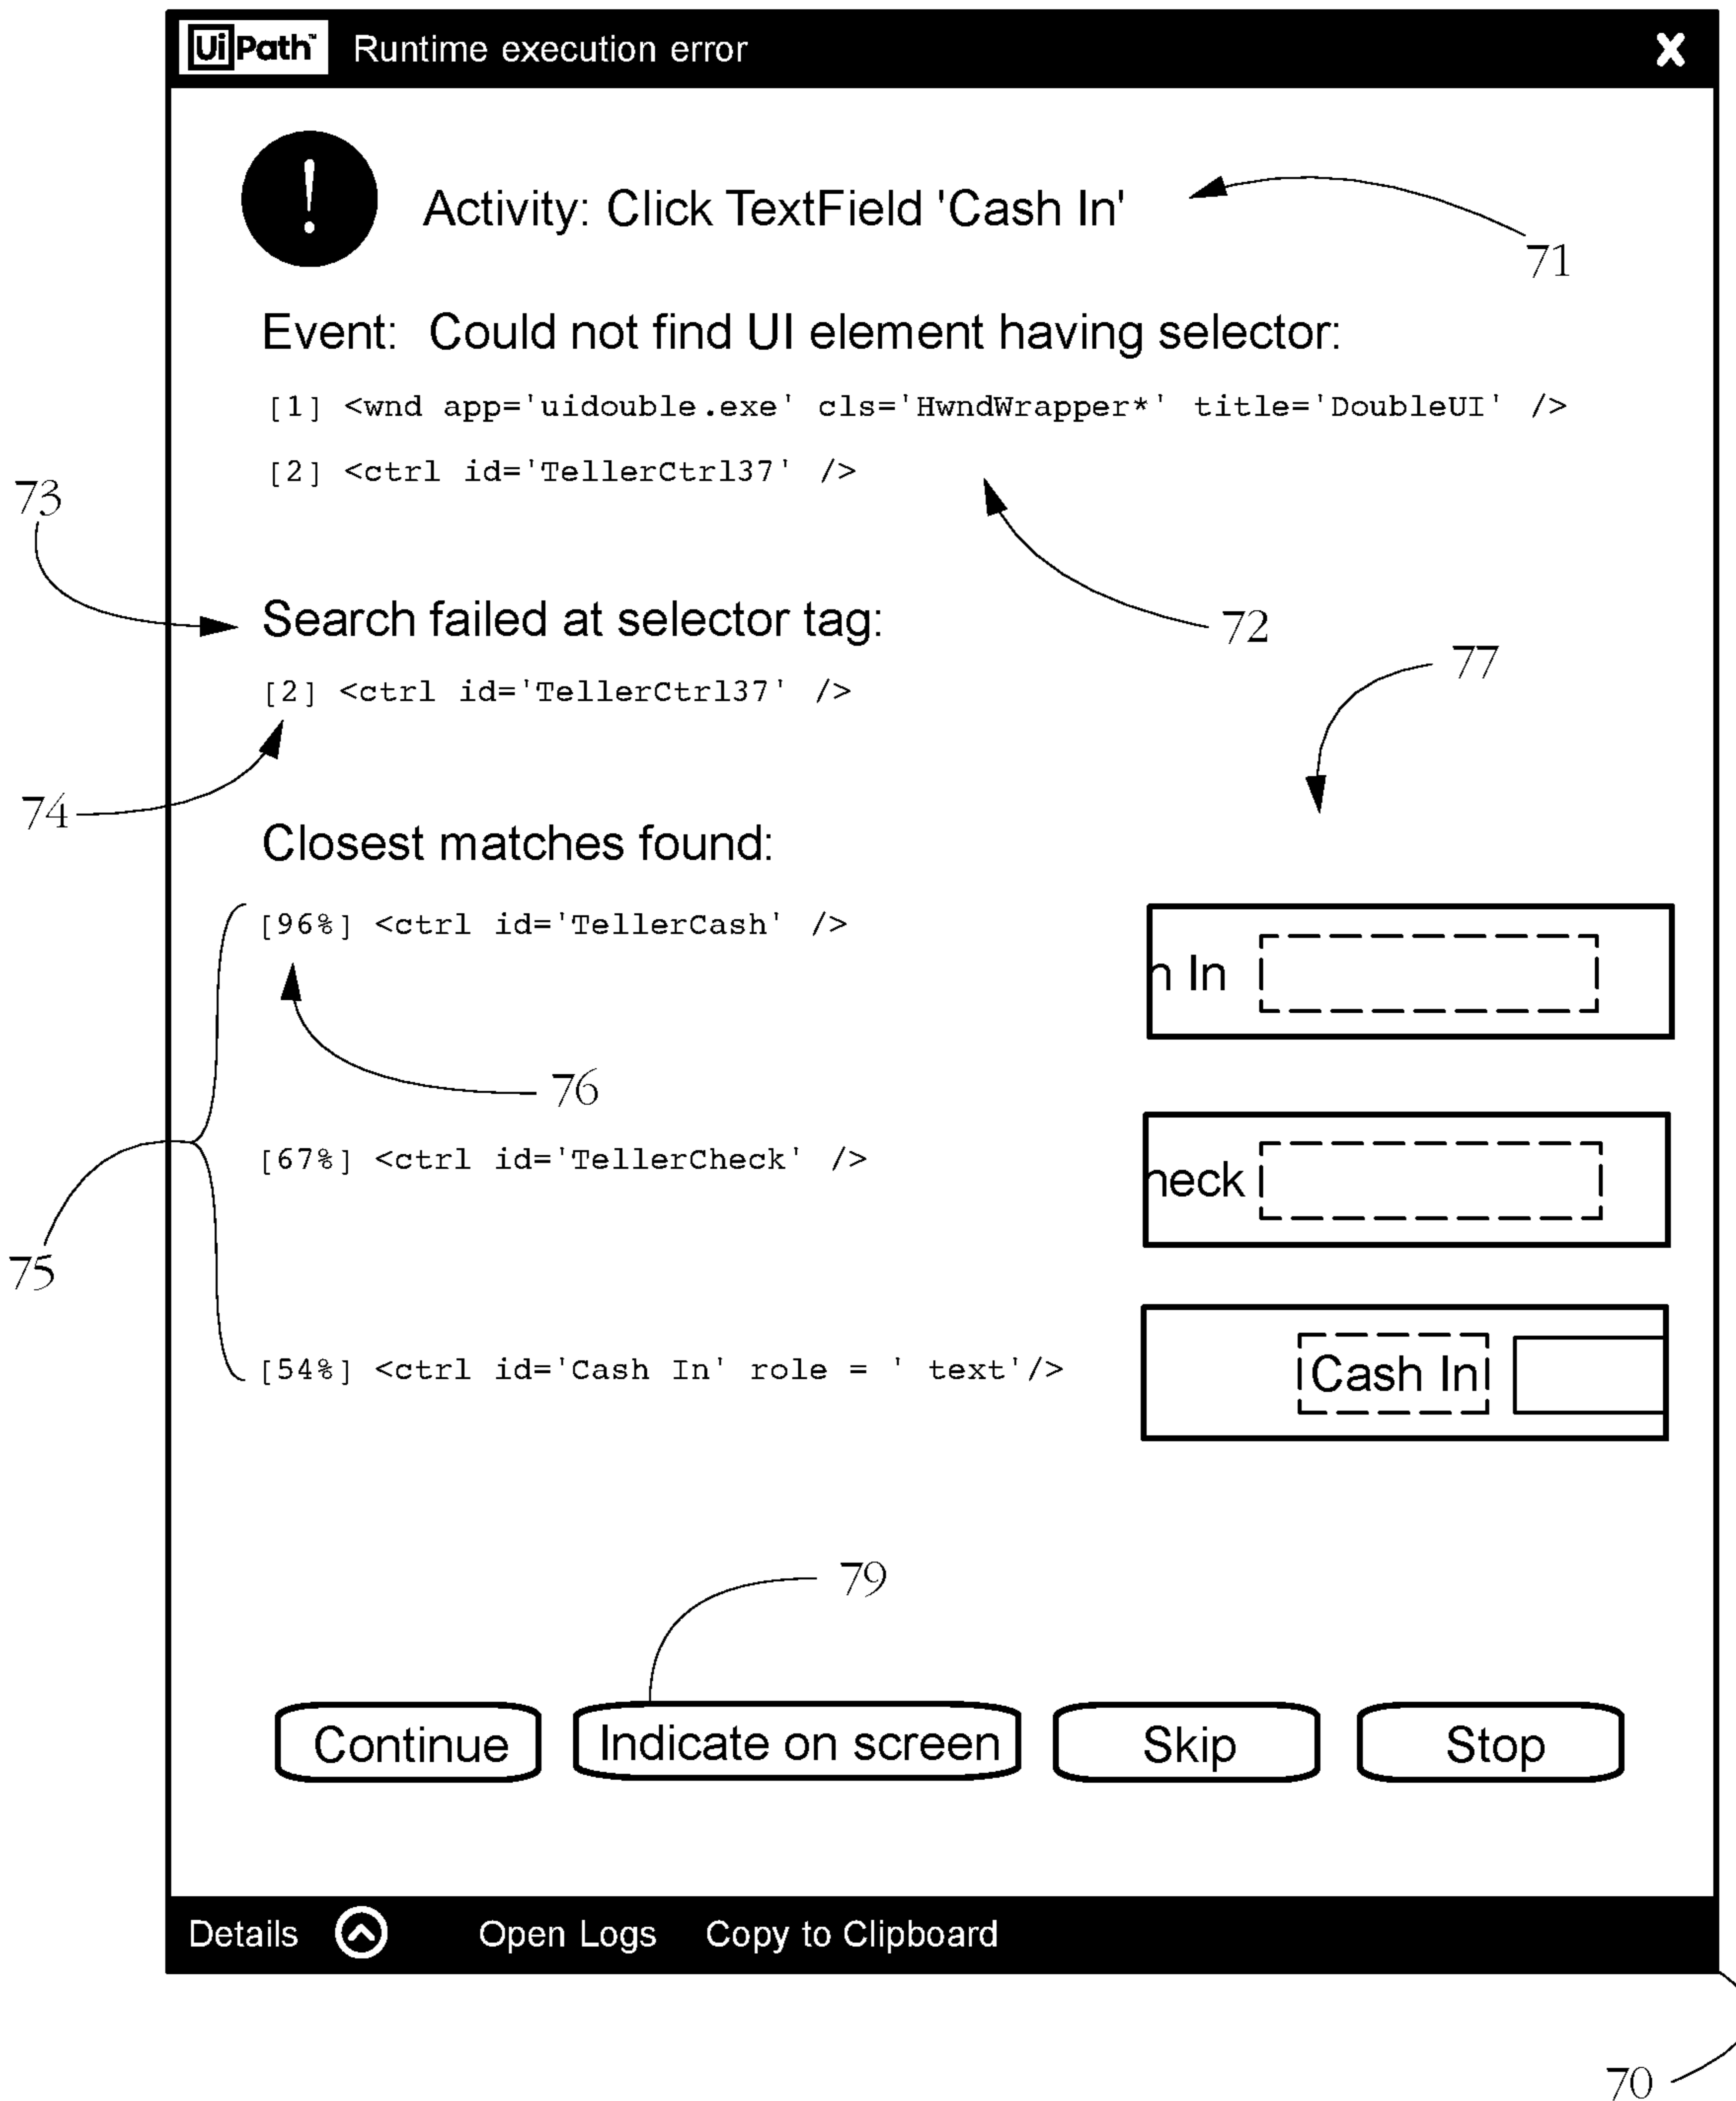 UiPath™ Runtime execution error X
! Activity: Click TextField 'Cash In'
71
Event: Could not find UI element having selector:
[1] <wnd app='uidouble.exe' cls='HwndWrapper*' title='DoubleUI' />
[2] <ctrl id='TellerCtrl37' />
73
Search failed at selector tag:
72
77
[2] <ctrl id='TellerCtrl37' />
74
Closest matches found:
[96%] <ctrl id='TellerCash' />
h In
76
[67%] <ctrl id='TellerCheck' />
heck
75
[54%] <ctrl id='Cash In' role = ' text'/>
Cash In
79
Continue Indicate on screen Skip Stop
Details Open Logs Copy to Clipboard
70